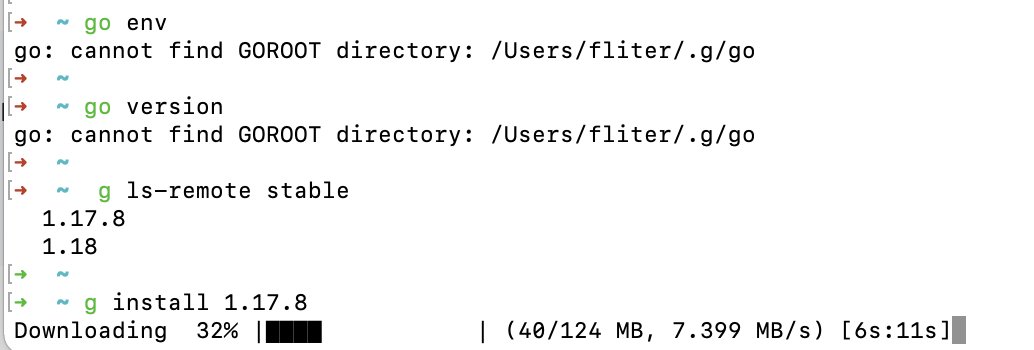 [➜  ~ go env
go: cannot find GOROOT directory: /Users/fliter/.g/go
[➜  ~
[➜  ~ go version
go: cannot find GOROOT directory: /Users/fliter/.g/go
[➜  ~
[➜  ~  g ls-remote stable
  1.17.8
  1.18
[➜  ~
[➜  ~ g install 1.17.8
Downloading  32% |████          | (40/124 MB, 7.399 MB/s) [6s:11s]